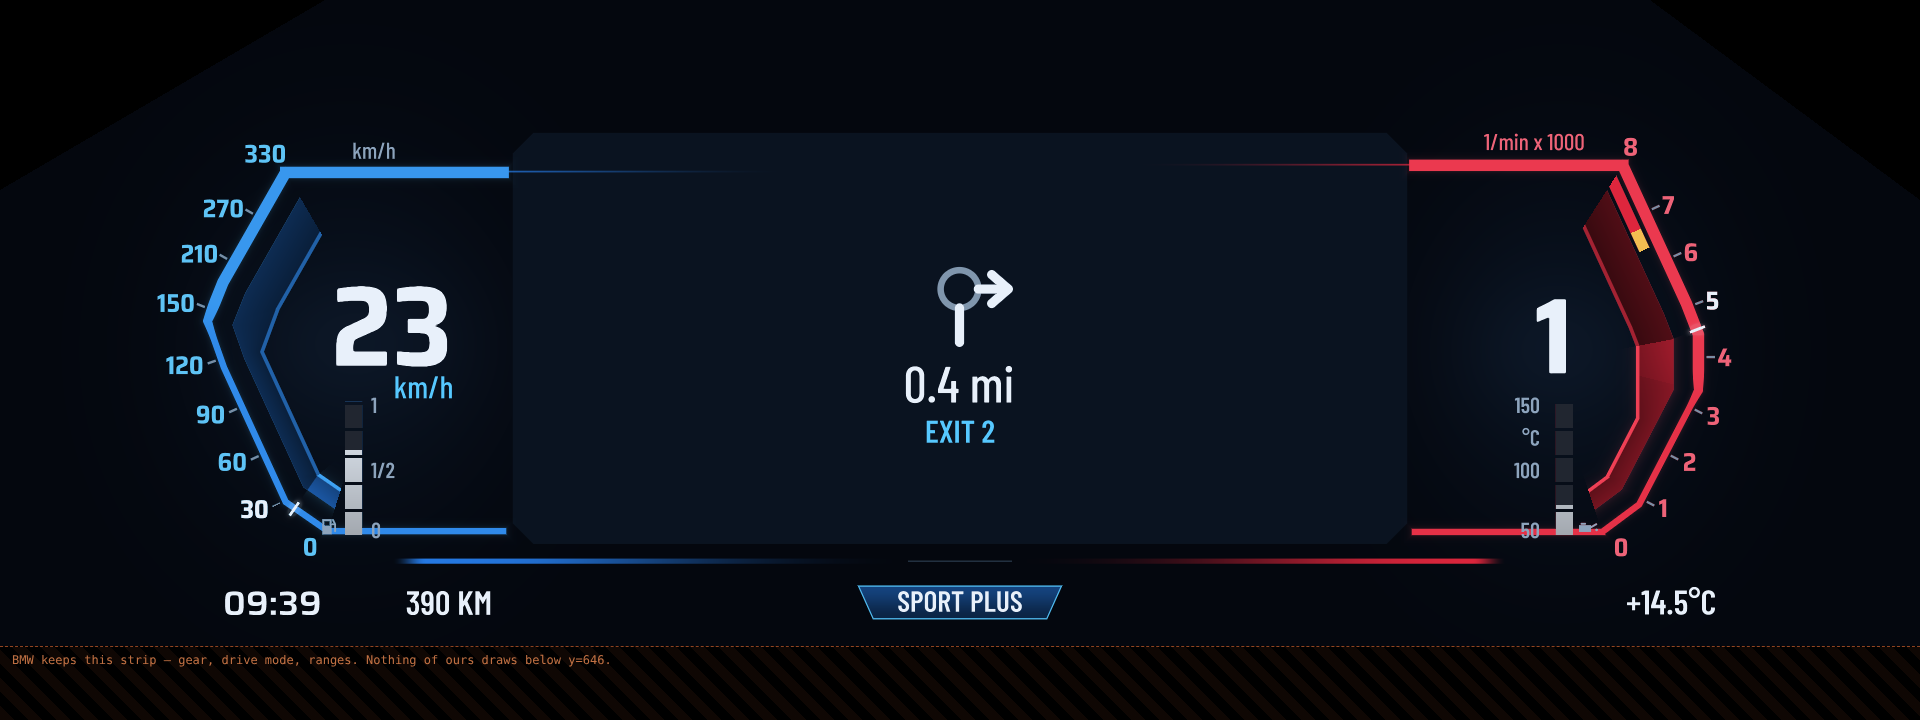 330
km/h
270
210
150
120
90
60
30
0
23
km/h
1
1/2
0
0.4 mi
EXIT 2
1/min x 1000
8
7
6
5
4
3
2
1
0
1
150
°C
100
50
09:39
390 KM
SPORT PLUS
+14.5°C
BMW keeps this strip — gear, drive mode, ranges. Nothing of ours draws below y=646.